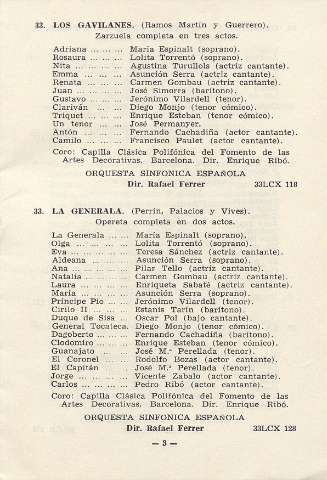 32. LOS GAVILANES. (Ramos Martín y Guerrero).
Zarzuela completa en tres actos.
Adriana ... ... ... María Espinalt (soprano).
Rosaura ... ... ... Lolita Torrentó (soprano).
Nita ... ... ... ... Agustina Turullols (actriz cantante).
Emma ... ... ... Asunción Serra (actriz cantante).
Renata ... ... ... Carmen Gombau (actriz cantante).
Juan ... ... ... ... José Simorra (barítono).
Gustavo ... ... ... Jerónimo Vilardell (tenor).
Clariván ... ... Diego Monjo (tenor cómico).
Triquet ... ... ... Enrique Esteban (tenor cómico).
Un tenor ... ... José Permanyer.
Antón ... ... ... Fernando Cachadiña (actor cantante).
Camilo ... ... ... Francisco Paulet (actor cantante).
Coro: Capilla Clásica Polifónica del Fomento de las
Artes Decorativas. Barcelona. Dir. Enrique Ribó.
ORQUESTA SINFONICA ESPAÑOLA
Dir. Rafael Ferrer 33LCX 118
33. LA GENERALA. (Perrín, Palacios y Vives).
Opereta completa en dos actos.
La Generala ... ... María Espinalt (soprano).
Olga ... ... ... ... Lolita Torrentó (soprano).
Eva ... ... ... ... Teresa Sánchez (actriz cantante).
Aldeana ... ... Asunción Serra (soprano).
Ana ... ... ... ... Pilar Tello (actriz cantante).
Natalia ... ... ... Carmen Gombau (actriz cantante).
Laura ... ... ... Enriqueta Sabaté (actriz cantante).
María ... ... ... Asunción Serra (soprano).
Príncipe Pío ... ... Jerónimo Vilardell (tenor).
Cirilo II ... ... ... Estanis Tarín (barítono).
Duque de Sisa .. Oscar Pol (bajo cantante).
General Tocateca. Diego Monjo (tenor cómico).
Dagoberto ... ... Fernando Cachadiña (barítono).
Clodomiro ... ... Enrique Esteban (tenor cómico).
Guanajato ... ... José M.ª Perellada (tenor).
El Coronel ... ... Rodolfo Bozas (actor cantante).
El Capitán ... ... José M.ª Perellada (tenor).
Jorge ... ... ... ... Vicente Zabalo (actor cantante).
Carlos ... ... ... ... Pedro Ribó (actor cantante).
Coro: Capilla Clásica Polifónica del Fomento de las
Artes Decorativas. Barcelona. Dir. Enrique Ribó.
ORQUESTA SINFONICA ESPAÑOLA
Dir. Rafael Ferrer 33LCX 128
— 3 —